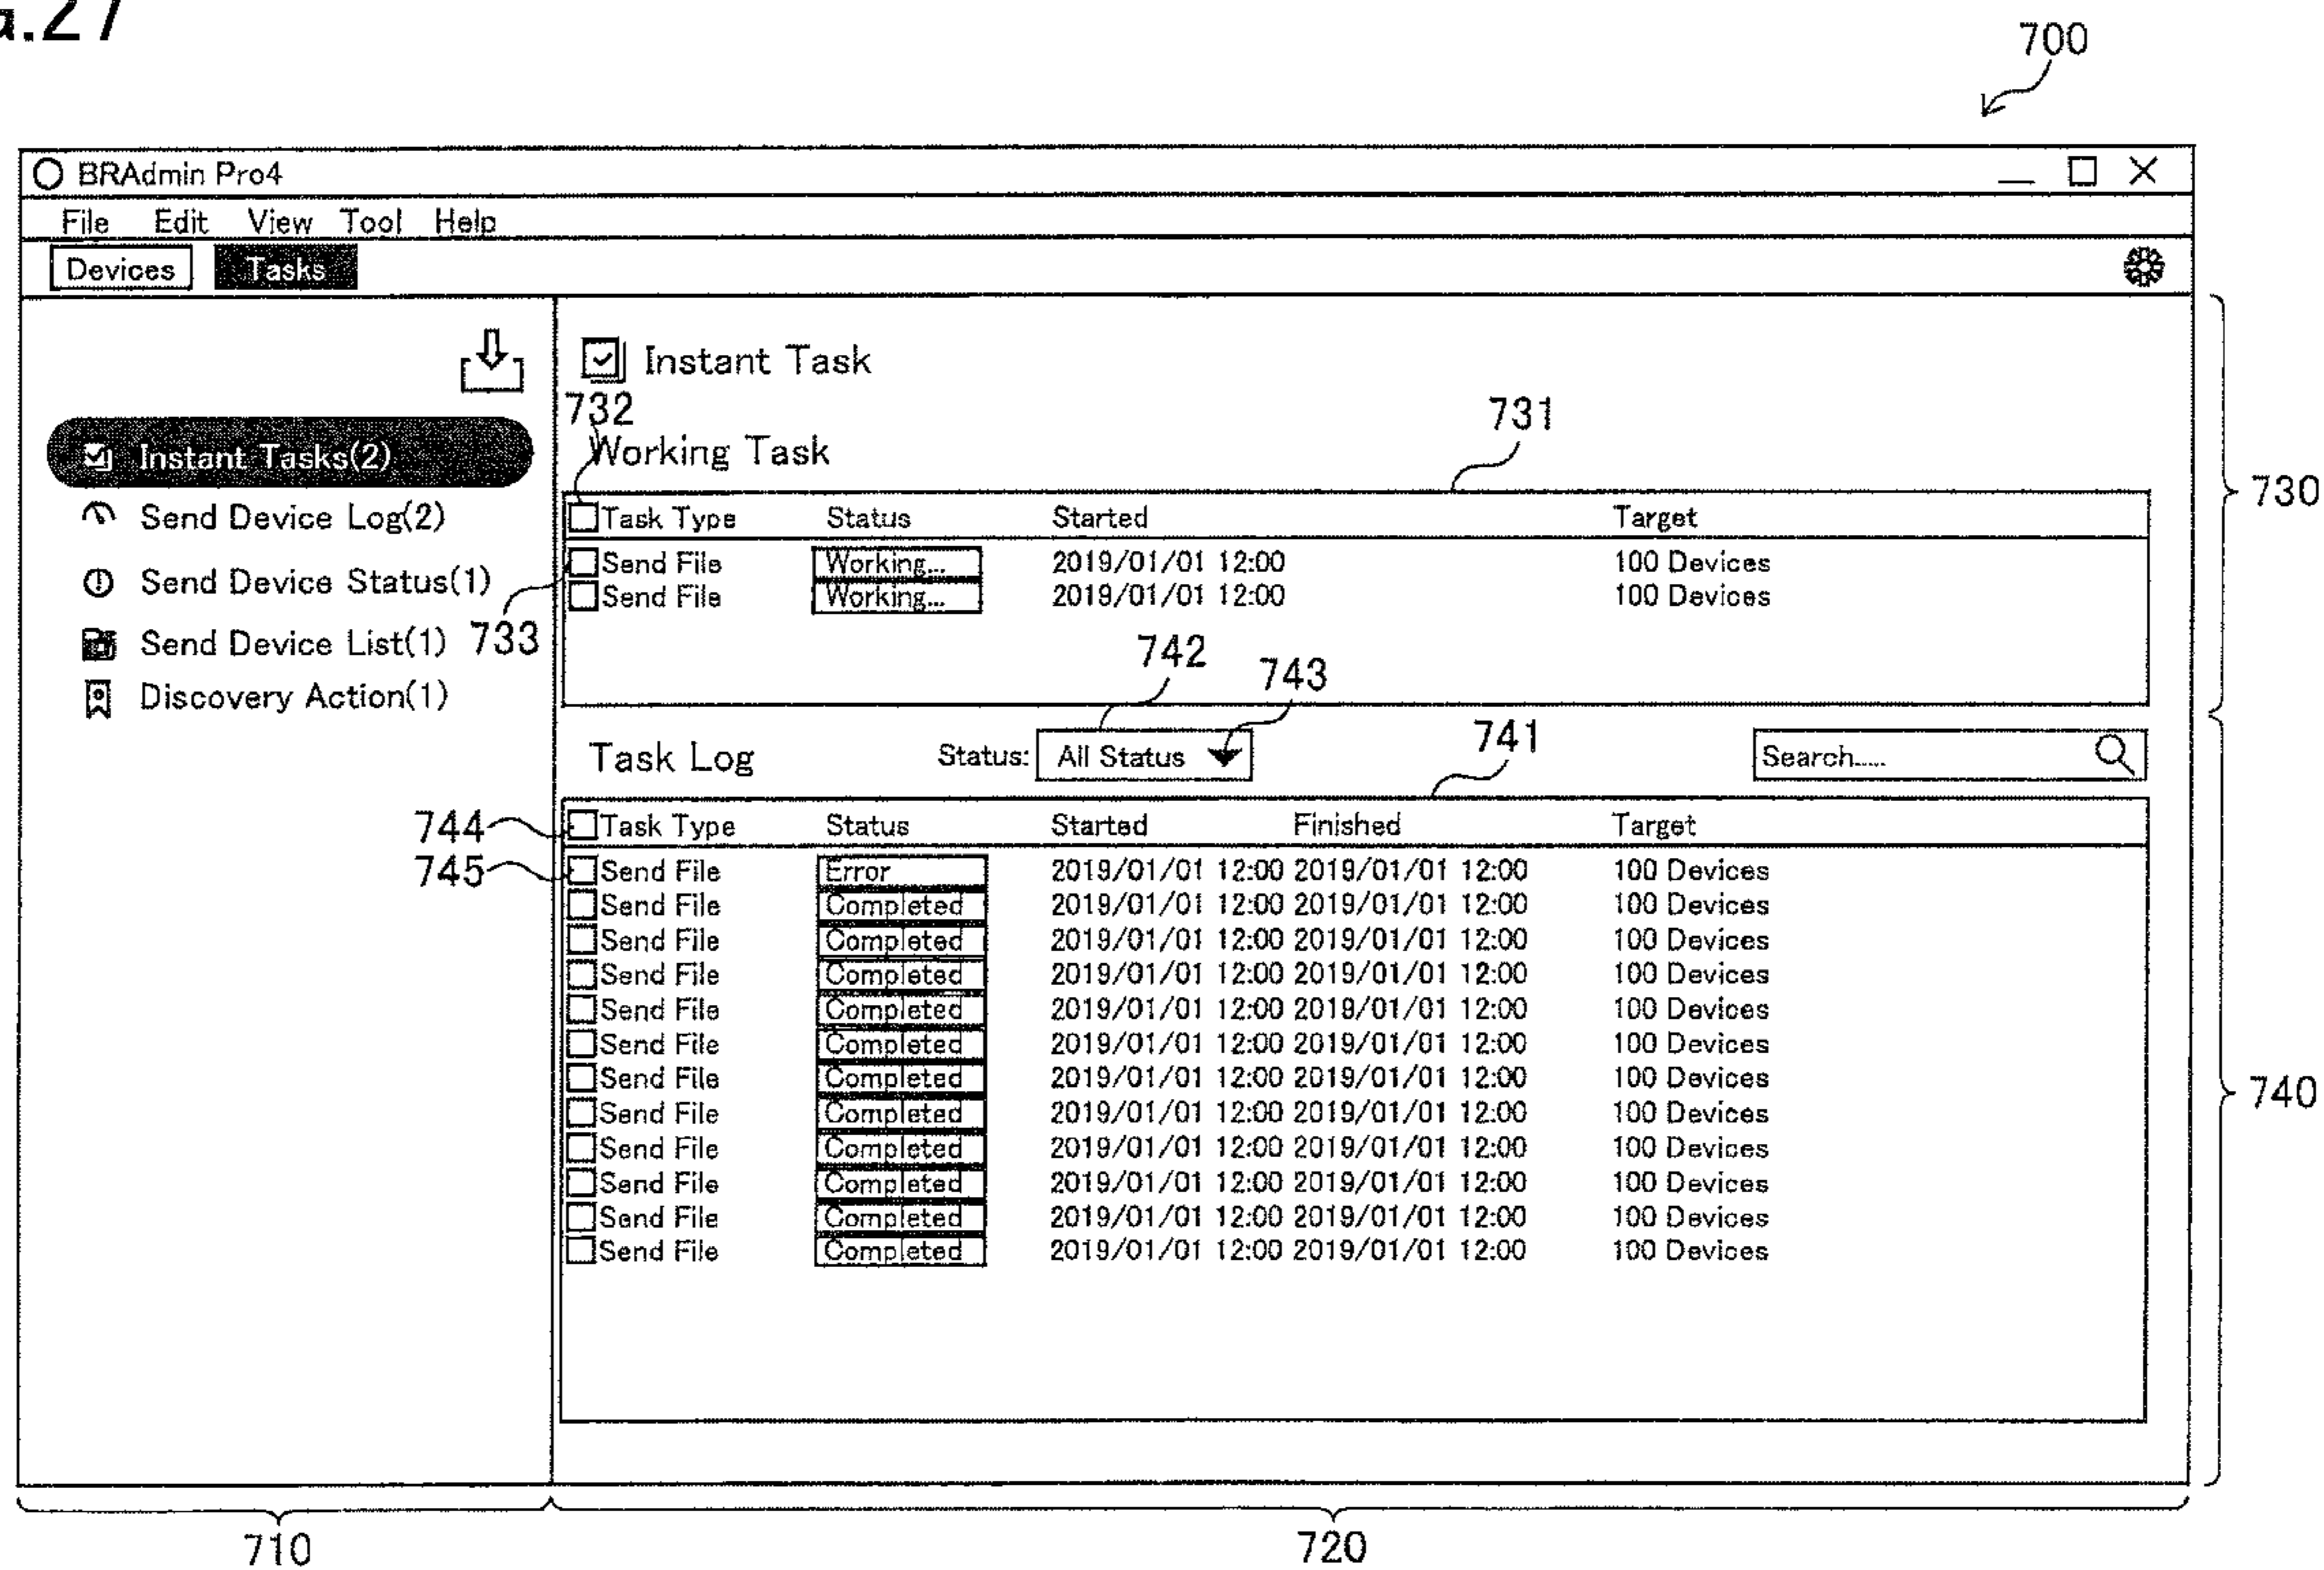 .27
700
BRAdmin Pro4
File Edit View Tool Help
Devices Tasks
Instant Task
732
731
Working Task
Instant Tasks(2)
730
Send Device Log(2)
Task Type Status Started Target
Send File Working... 2019/01/01 12:00 100 Devices
Send Device Status(1)
Send File Working... 2019/01/01 12:00 100 Devices
733
Send Device List(1)
742
743
Discovery Action(1)
741
Task Log Status: All Status Search.....
744 Task Type Status Started Finished Target
745 Send File Error 2019/01/01 12:00 2019/01/01 12:00 100 Devices
Send File Completed 2019/01/01 12:00 2019/01/01 12:00 100 Devices
Send File Completed 2019/01/01 12:00 2019/01/01 12:00 100 Devices
Send File Completed 2019/01/01 12:00 2019/01/01 12:00 100 Devices
Send File Completed 2019/01/01 12:00 2019/01/01 12:00 100 Devices
Send File Completed 2019/01/01 12:00 2019/01/01 12:00 100 Devices
Send File Completed 2019/01/01 12:00 2019/01/01 12:00 100 Devices
740
Send File Completed 2019/01/01 12:00 2019/01/01 12:00 100 Devices
Send File Completed 2019/01/01 12:00 2019/01/01 12:00 100 Devices
Send File Completed 2019/01/01 12:00 2019/01/01 12:00 100 Devices
Send File Completed 2019/01/01 12:00 2019/01/01 12:00 100 Devices
Send File Completed 2019/01/01 12:00 2019/01/01 12:00 100 Devices
710
720